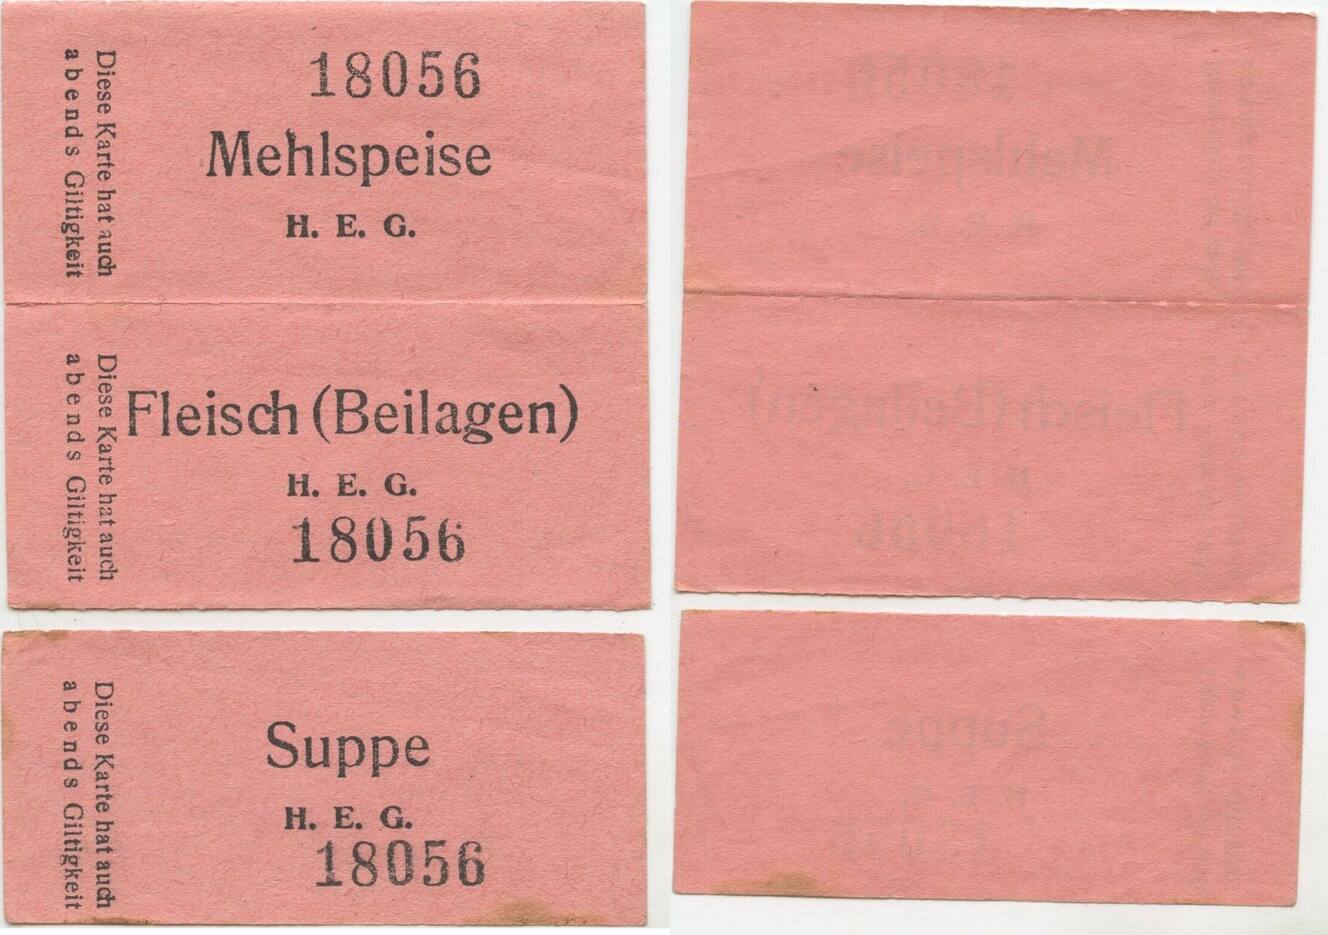 18056
Mehlspeise
H. E. G.
Diese Karte hat auch
abends Giltigkeit
Fleisch (Beilagen)
H. E. G.
18056
Diese Karte hat auch
abends Giltigkeit
Suppe
H. E. G.
18056
Diese Karte hat auch
abends Giltigkeit